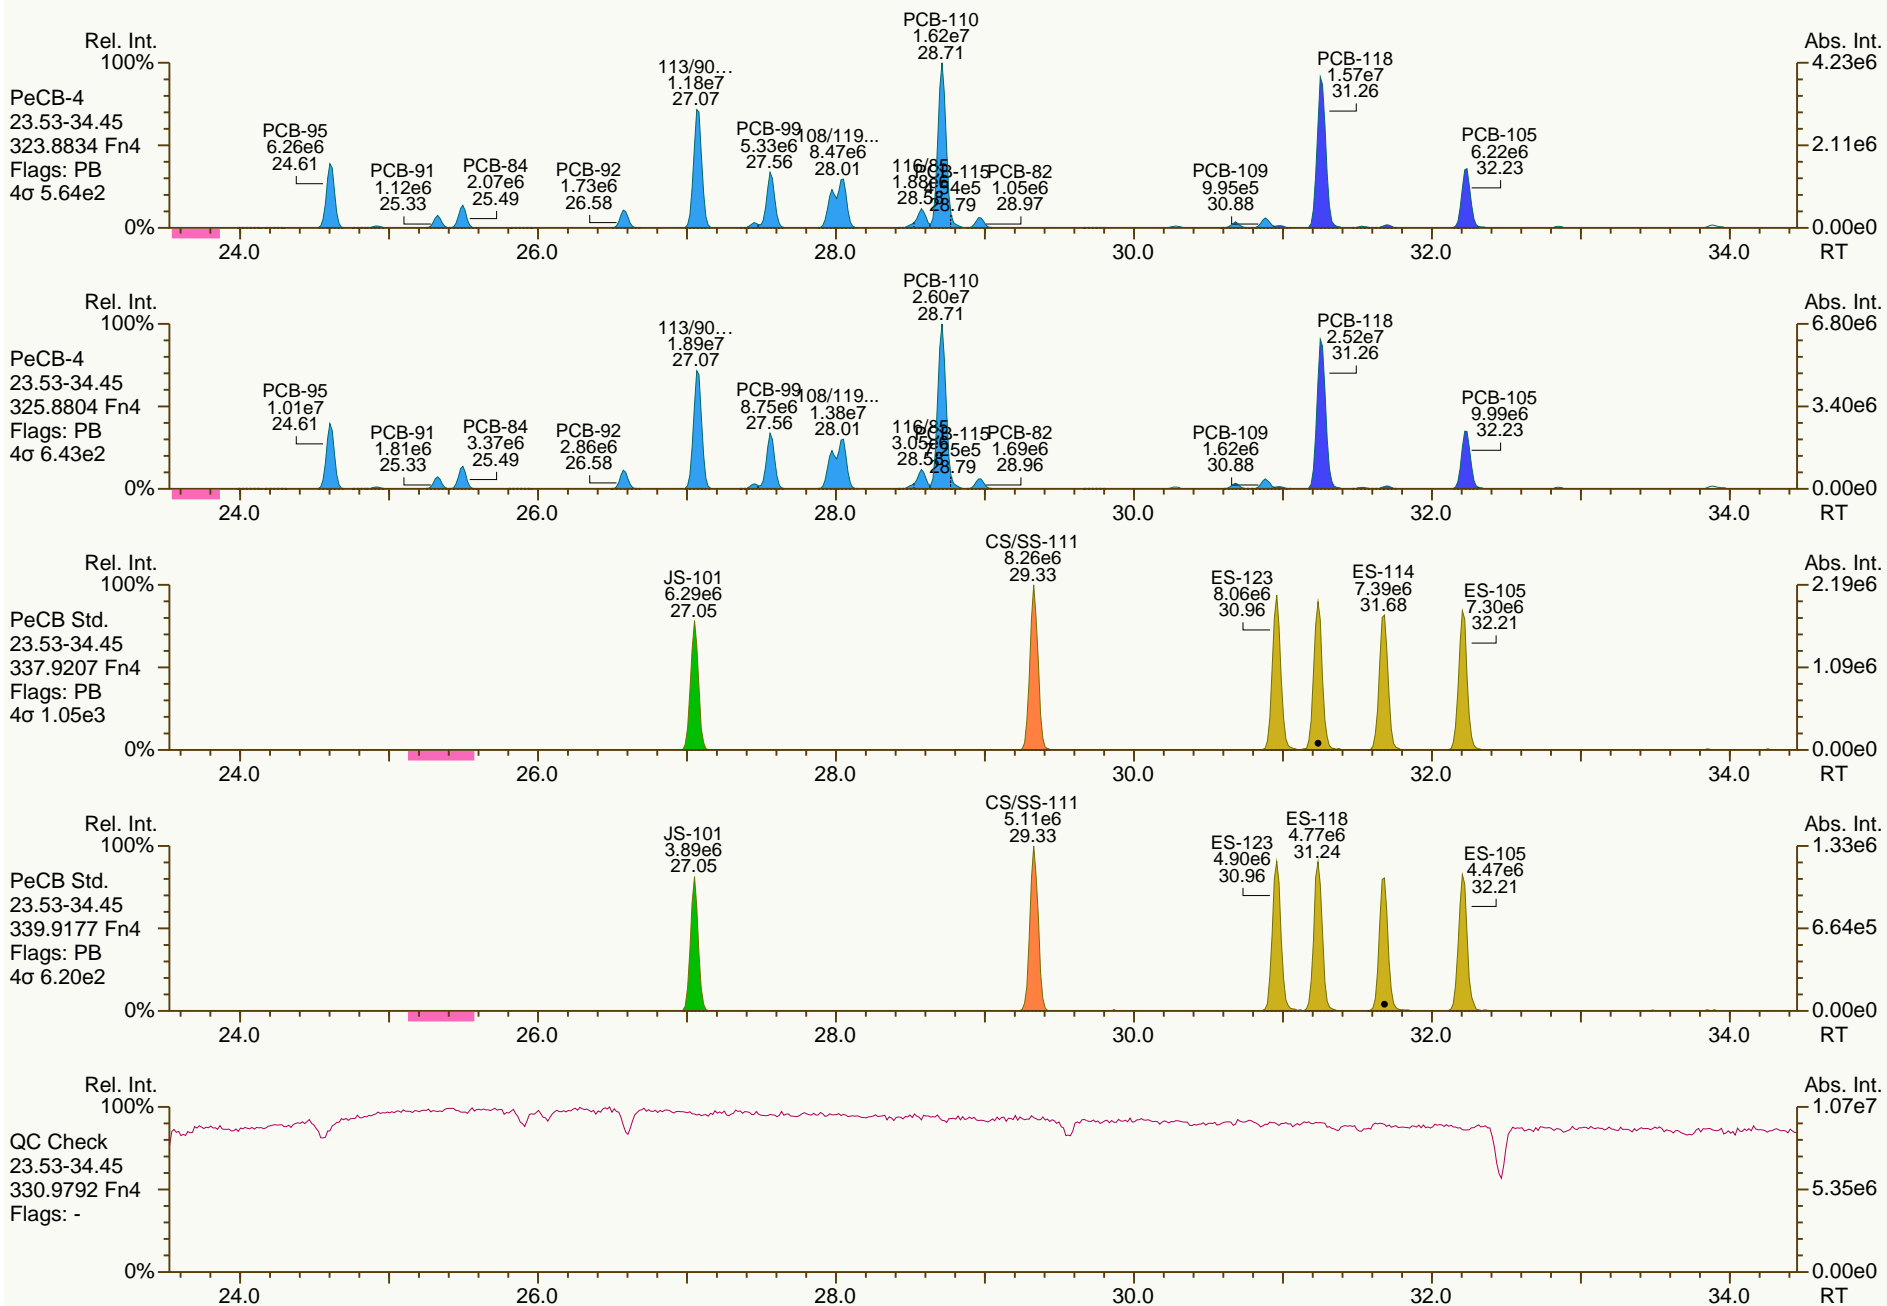 Rel. Int.
100%
0%
PeCB-4
23.53-34.45
323.8834 Fn4
Flags: PB
4σ 5.64e2
PCB-95
6.26e6
24.61
PCB-91
1.12e6
25.33
PCB-84
2.07e6
25.49
PCB-92
1.73e6
26.58
113/90...
1.18e7
27.07
PCB-99
5.33e6
27.56
108/119...
8.47e6
28.01
116/85
28.58
PCB-110
1.62e7
28.71
PCB-115
28.79
PCB-82
1.05e6
28.97
PCB-109
9.95e5
30.88
PCB-118
1.57e7
31.26
PCB-105
6.22e6
32.23
Abs. Int.
4.23e6
2.11e6
0.00e0
24.0 26.0 28.0 30.0 32.0 34.0 RT
Rel. Int.
100%
0%
PeCB-4
23.53-34.45
325.8804 Fn4
Flags: PB
4σ 6.43e2
PCB-95
1.01e7
24.61
PCB-91
1.81e6
25.33
PCB-84
3.37e6
25.49
PCB-92
2.86e6
26.58
113/90...
1.89e7
27.07
PCB-99
8.75e6
27.56
108/119...
1.38e7
28.01
116/85
3.05e6
28.58
PCB-110
2.60e7
28.71
PCB-115
28.79
PCB-82
1.69e6
28.96
PCB-109
1.62e6
30.88
PCB-118
2.52e7
31.26
PCB-105
9.99e6
32.23
Abs. Int.
6.80e6
3.40e6
0.00e0
24.0 26.0 28.0 30.0 32.0 34.0 RT
Rel. Int.
100%
0%
PeCB Std.
23.53-34.45
337.9207 Fn4
Flags: PB
4σ 1.05e3
JS-101
6.29e6
27.05
CS/SS-111
8.26e6
29.33
ES-123
8.06e6
30.96
ES-114
7.39e6
31.68
ES-105
7.30e6
32.21
Abs. Int.
2.19e6
1.09e6
0.00e0
24.0 26.0 28.0 30.0 32.0 34.0 RT
Rel. Int.
100%
0%
PeCB Std.
23.53-34.45
339.9177 Fn4
Flags: PB
4σ 6.20e2
JS-101
3.89e6
27.05
CS/SS-111
5.11e6
29.33
ES-123
4.90e6
30.96
ES-118
4.77e6
31.24
ES-105
4.47e6
32.21
Abs. Int.
1.33e6
6.64e5
0.00e0
24.0 26.0 28.0 30.0 32.0 34.0 RT
Rel. Int.
100%
0%
QC Check
23.53-34.45
330.9792 Fn4
Flags: -
Abs. Int.
1.07e7
5.35e6
0.00e0
24.0 26.0 28.0 30.0 32.0 34.0 RT